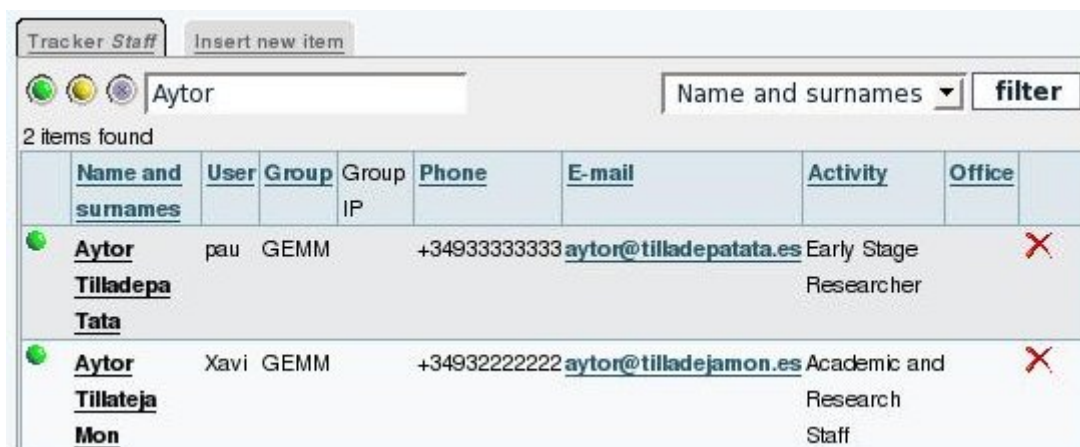 Tracker Staff Insert new item
Aytor Name and surnames filter
2 items found
Name and surnames User Group Group IP Phone E-mail Activity Office
Aytor Tilladepa Tata pau GEMM +34933333333 aytor@tilladepatata.es Early Stage Researcher
Aytor Tillateja Mon Xavi GEMM +34932222222 aytor@tilladejamon.es Academic and Research Staff